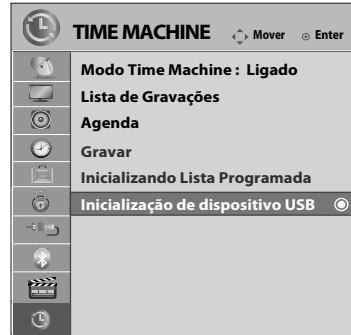 TIME MACHINE Mover Enter
Modo Time Machine : Ligado
Lista de Gravações
Agenda
Gravar
Inicializando Lista Programada
Inicialização de dispositivo USB